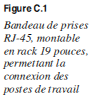 Figure C.1
Bandeau de prises
RJ-45, montable
en rack 19 pouces,
permettant la
connexion des
postes de travail